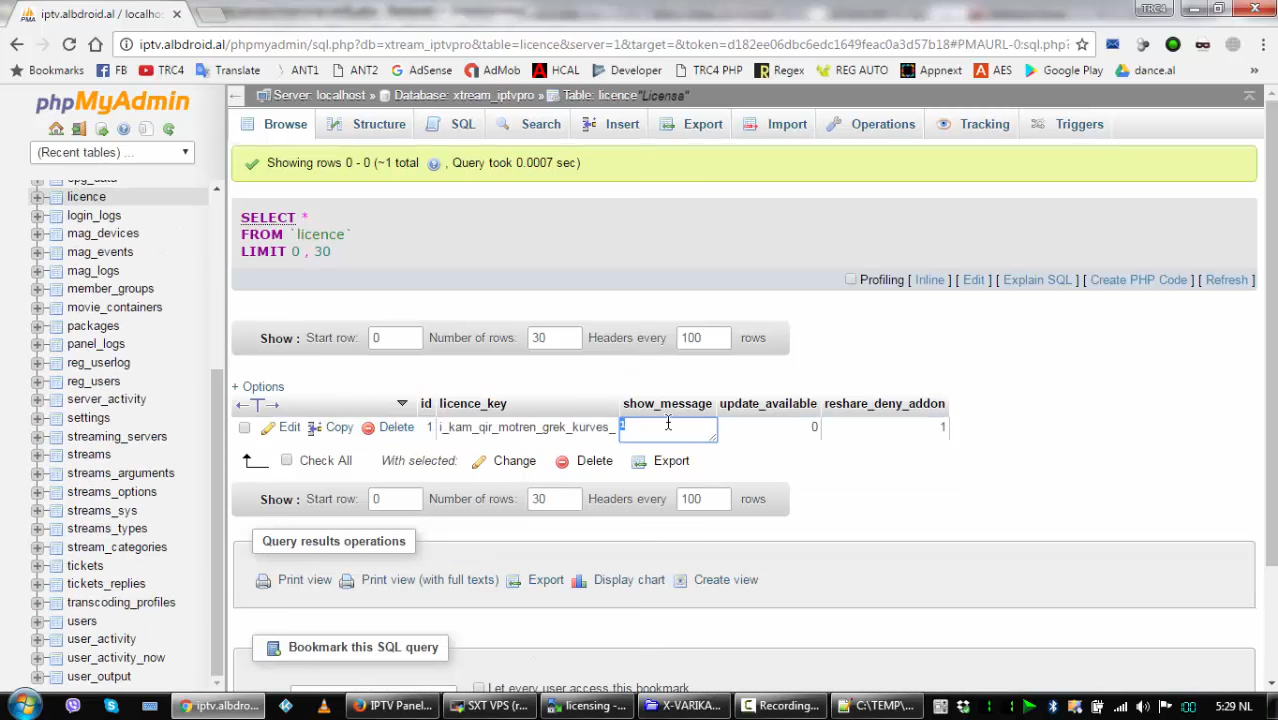 iptv.albdroid.al / localho
TRC4
iptv.albdroid.al/phpmyadmin/sql.php?db=xtream_iptvpro&table=licence&server=1&target=&token=d182ee06dbc6edc1649feac0a3d57b18#PMAURL-0:sql.php?
Bookmarks FB TRC4 Translate ANT1 ANT2 AdSense AdMob HCAL Developer TRC4 PHP Regex REG AUTO Appnext AES Google Play dance.al »
phpMyAdmin
Server: localhost » Database: xtream_iptvpro » Table: licence "License"
Browse Structure SQL Search Insert Export Import Operations Tracking Triggers
(Recent tables) ...
Showing rows 0 - 0 (~1 total , Query took 0.0007 sec)
licence
login_logs
mag_devices
mag_events
mag_logs
member_groups
movie_containers
packages
panel_logs
reg_userlog
reg_users
server_activity
settings
streaming_servers
streams
streams_arguments
streams_options
streams_sys
streams_types
stream_categories
tickets
tickets_replies
transcoding_profiles
users
user_activity
user_activity_now
user_output
SELECT *
FROM `licence`
LIMIT 0 , 30
Profiling [ Inline ] [ Edit ] [ Explain SQL ] [ Create PHP Code ] [ Refresh ]
Show : Start row: 0 Number of rows: 30 Headers every 100 rows
+ Options
id licence_key show_message update_available reshare_deny_addon
Edit Copy Delete 1 i_kam_qir_motren_grek_kurves_ 1 0 1
Check All With selected: Change Delete Export
Show : Start row: 0 Number of rows: 30 Headers every 100 rows
Query results operations
Print view Print view (with full texts) Export Display chart Create view
Bookmark this SQL query
Let every user access this bookmark
iptv.albdro... IPTV Panel... SXT VPS (r... licensing -... X-VARIKA... Recording... C:\TEMP\... 100 5:29 NL